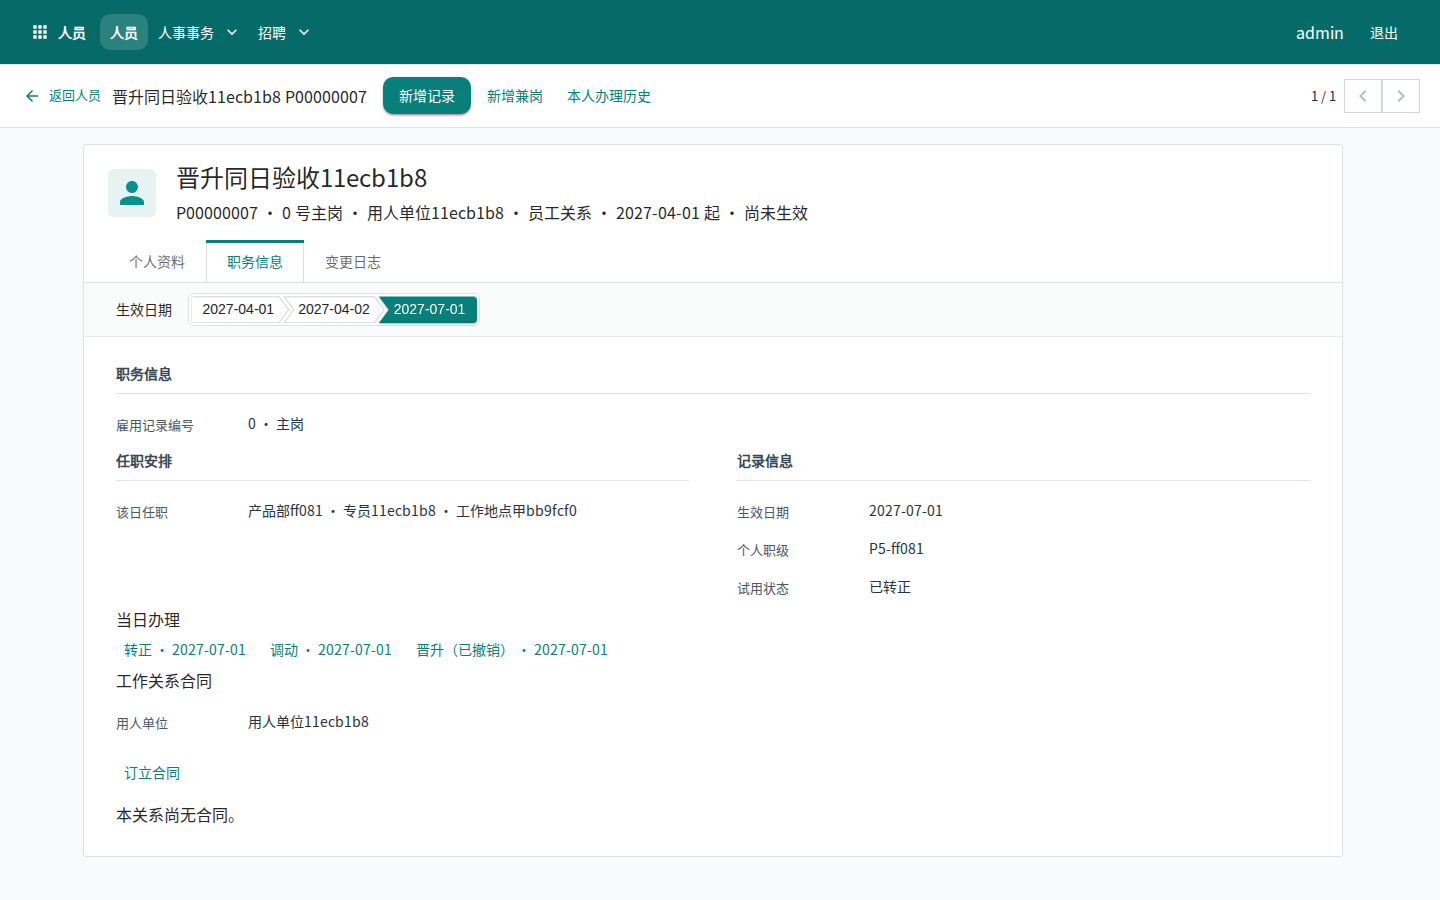 人员 人员 人事事务 招聘 admin 退出
返回人员 晋升同日验收11ecb1b8 P00000007 新增记录 新增兼岗 本人办理历史 1 / 1
晋升同日验收11ecb1b8
P00000007 • 0 号主岗 • 用人单位11ecb1b8 • 员工关系 • 2027-04-01 起 • 尚未生效
个人资料 职务信息 变更日志
生效日期 2027-04-01 2027-04-02 2027-07-01
职务信息
雇用记录编号 0 • 主岗
任职安排 记录信息
该日任职 产品部ff081 • 专员11ecb1b8 • 工作地点甲bb9fcf0 生效日期 2027-07-01
个人职级 P5-ff081
试用状态 已转正
当日办理
转正 • 2027-07-01 调动 • 2027-07-01 晋升（已撤销） • 2027-07-01
工作关系合同
用人单位 用人单位11ecb1b8
订立合同
本关系尚无合同。